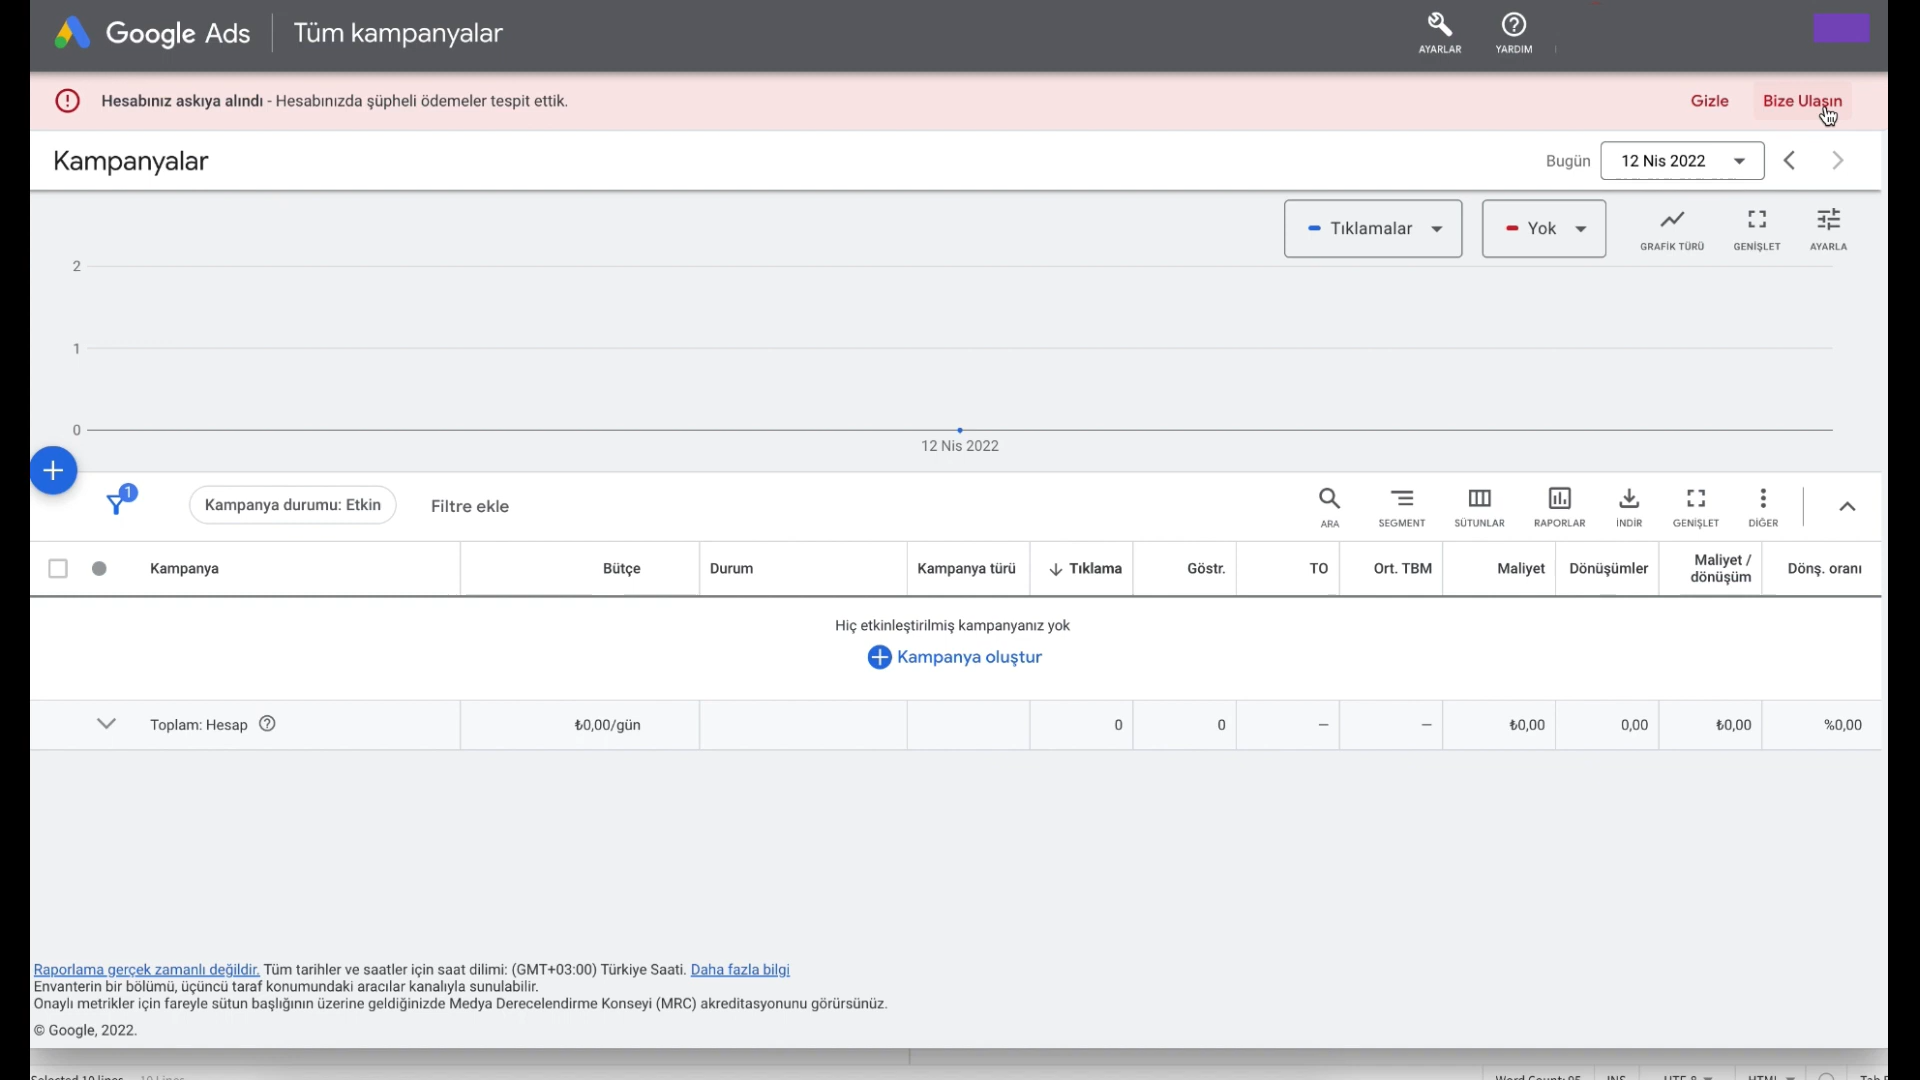 Google Ads
Tüm kampanyalar
AYARLAR
YARDIM
Hesabınız askıya alındı - Hesabınızda şüpheli ödemeler tespit ettik.
Gizle
Bize Ulaşın
Kampanyalar
Bugün
12 Nis 2022
Tıklamalar
Yok
GRAFİK TÜRÜ
GENİŞLET
AYARLA
2
1
0
12 Nis 2022
1
Kampanya durumu: Etkin
Filtre ekle
ARA
SEGMENT
SÜTUNLAR
RAPORLAR
İNDİR
GENİŞLET
DİĞER
Kampanya
Bütçe
Durum
Kampanya türü
Tıklama
Göstr.
TO
Ort. TBM
Maliyet
Dönüşümler
Maliyet /
dönüşüm
Dönş. oranı
Hiç etkinleştirilmiş kampanyanız yok
Kampanya oluştur
Toplam: Hesap
₺0,00/gün
0
0
–
–
₺0,00
0,00
₺0,00
%0,00
Raporlama gerçek zamanlı değildir. Tüm tarihler ve saatler için saat dilimi: (GMT+03:00) Türkiye Saati. Daha fazla bilgi
Envanterin bir bölümü, üçüncü taraf konumundaki aracılar kanalıyla sunulabilir.
Onaylı metrikler için fareyle sütun başlığının üzerine geldiğinizde Medya Derecelendirme Konseyi (MRC) akreditasyonunu görürsünüz.
© Google, 2022.